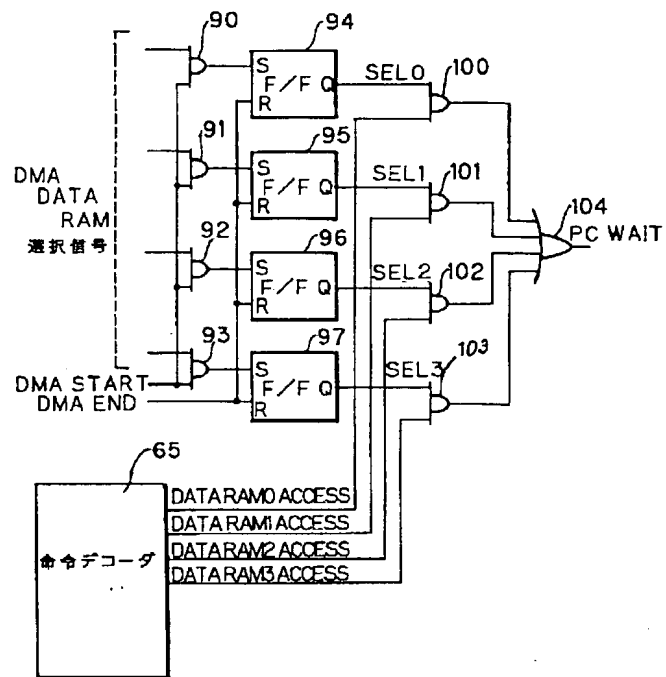 90
94
S
F/F Q
R
SEL0
100
91
95
S
F/F Q
R
SEL1
101
DMA
DATA
RAM
選択信号
92
96
S
F/F Q
R
SEL2
102
104
PC WAIT
93
97
S
F/F Q
R
SEL3
103
DMA START
DMA END
65
命令デコーダ
DATA RAM0 ACCESS
DATA RAM1 ACCESS
DATA RAM2 ACCESS
DATA RAM3 ACCESS